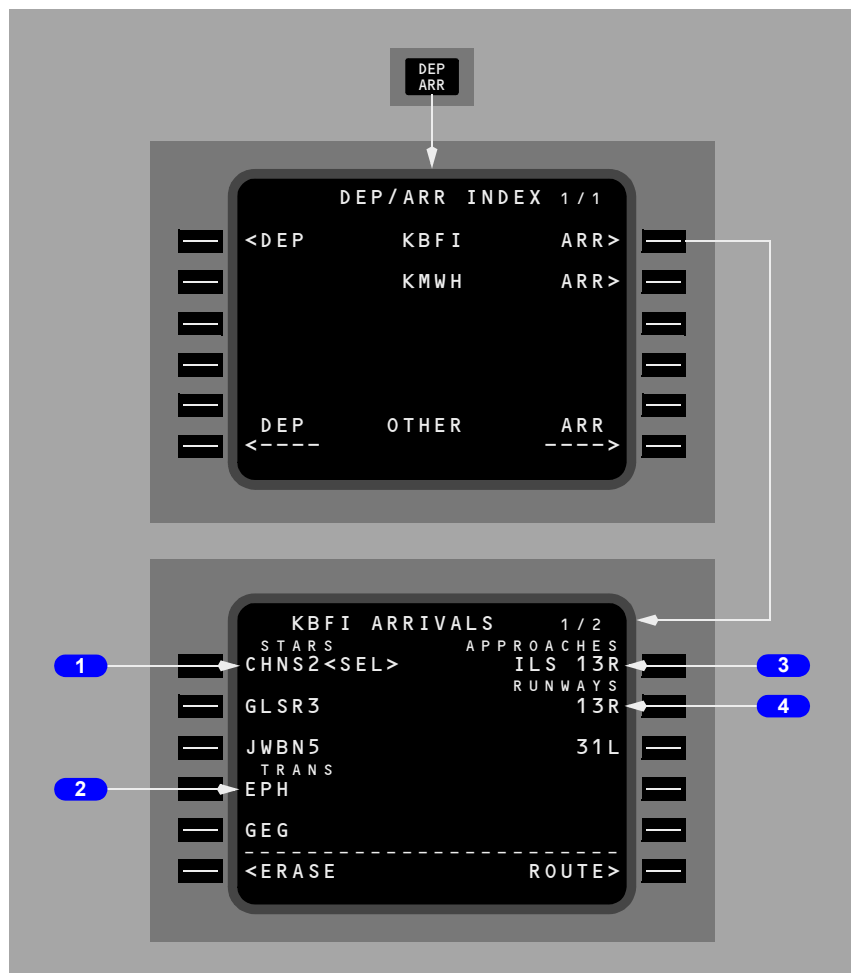 DEP
ARR
DEP/ARR INDEX 1/1
<DEP KBFI ARR>
KMWH ARR>
DEP OTHER ARR
<---- ---->
KBFI ARRIVALS 1/2
STARS APPROACHES
1 CHNS2<SEL> ILS 13R 3
RUNWAYS
GLSR3 13R 4
JWBN5 31L
TRANS
2 EPH
GEG
------------------------
<ERASE ROUTE>